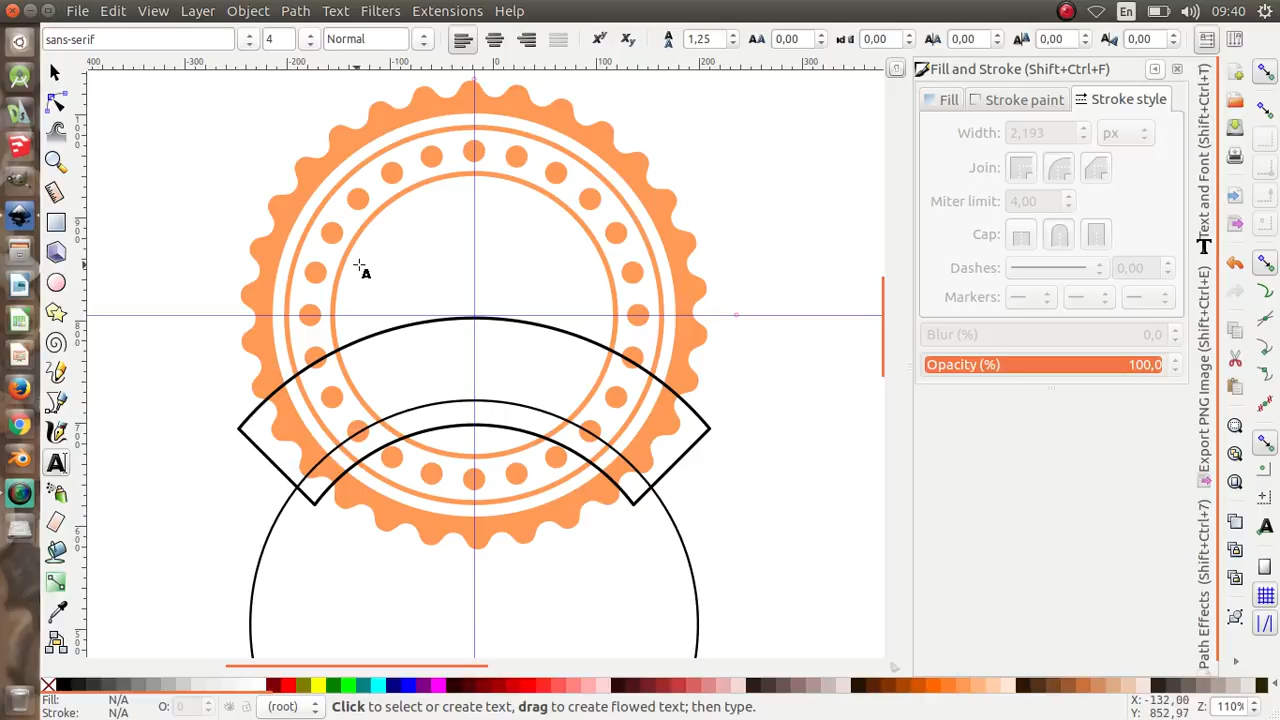 File Edit View Layer Object Path Text Filters Extensions Help En 09:40
sans-serif 4 Normal 1,25 0,00 0,00 0,00 0,00 0,00
Fill and Stroke (Shift+Ctrl+F)
Fill Stroke paint Stroke style
Width: 2,193 px
Join:
Miter limit: 4,00
Cap:
Dashes: 0,00
Markers:
Blur (%) 0,0
Opacity (%) 100,0
Text and Font (Shift+Ctrl+T)
Export PNG Image (Shift+Ctrl+E)
Path Effects (Shift+Ctrl+7)
Fill: N/A
Stroke: N/A
O: 0
(root)
Click to select or create text, drag to create flowed text; then type.
X: -132,00
Y: 852,97
Z: 110%